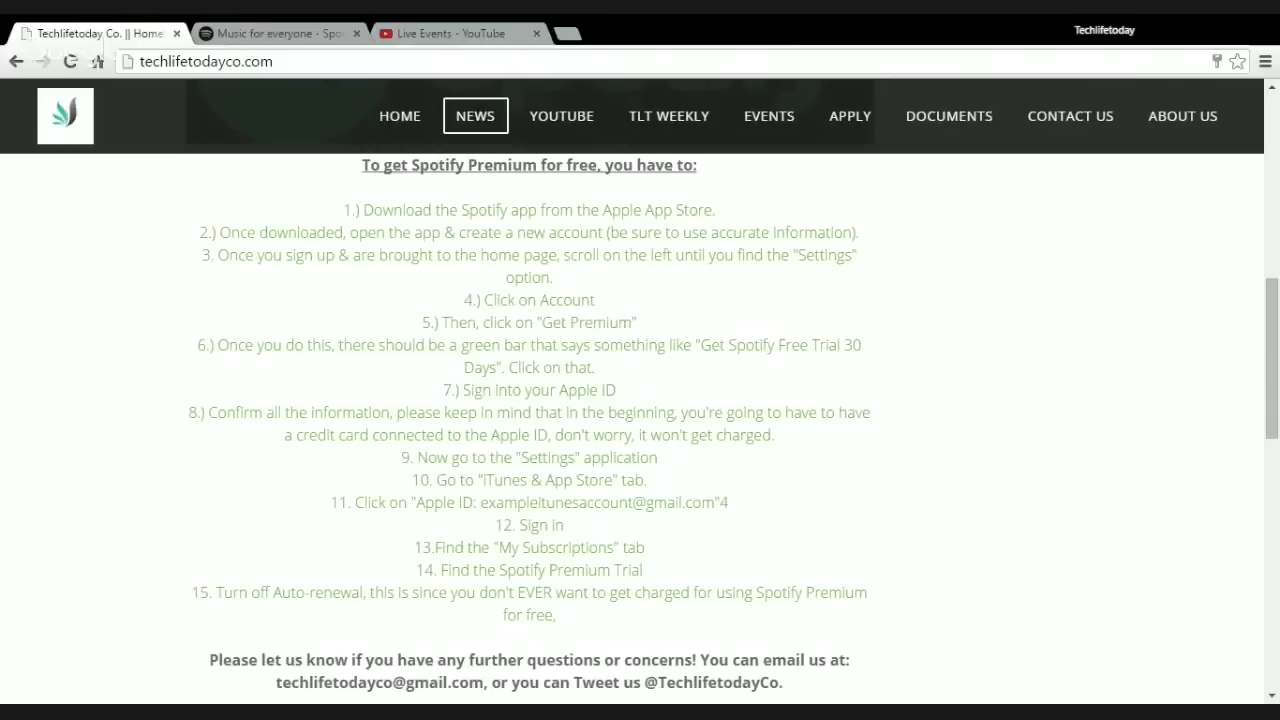 Techlifetoday Co. || Home
Music for everyone - Spo
Live Events - YouTube
Techlifetoday
techlifetodayco.com
HOME
NEWS
YOUTUBE
TLT WEEKLY
EVENTS
APPLY
DOCUMENTS
CONTACT US
ABOUT US
To get Spotify Premium for free, you have to:
1.) Download the Spotify app from the Apple App Store.
2.) Once downloaded, open the app & create a new account (be sure to use accurate information).
3. Once you sign up & are brought to the home page, scroll on the left until you find the "Settings"
option.
4.) Click on Account
5.) Then, click on "Get Premium"
6.) Once you do this, there should be a green bar that says something like "Get Spotify Free Trial 30
Days". Click on that.
7.) Sign into your Apple ID
8.) Confirm all the information, please keep in mind that in the beginning, you're going to have to have
a credit card connected to the Apple ID, don't worry, it won't get charged.
9. Now go to the "Settings" application
10. Go to "iTunes & App Store" tab.
11. Click on "Apple ID: exampleitunesaccount@gmail.com"4
12. Sign in
13.Find the "My Subscriptions" tab
14. Find the Spotify Premium Trial
15. Turn off Auto-renewal, this is since you don't EVER want to get charged for using Spotify Premium
for free,
Please let us know if you have any further questions or concerns! You can email us at:
techlifetodayco@gmail.com, or you can Tweet us @TechlifetodayCo.